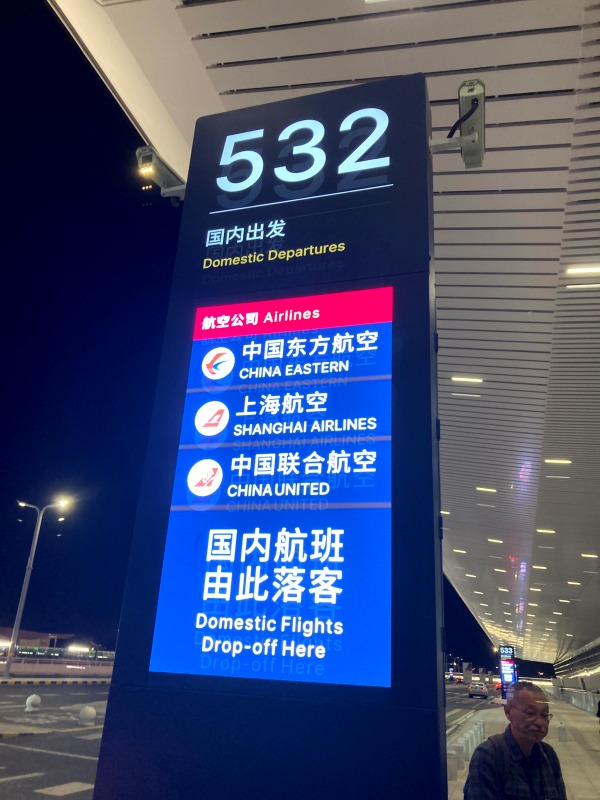 532
国内出发
Domestic Departures
航空公司 Airlines
中国东方航空
CHINA EASTERN
上海航空
SHANGHAI AIRLINES
中国联合航空
CHINA UNITED
国内航班
由此落客
Domestic Flights
Drop-off Here
533